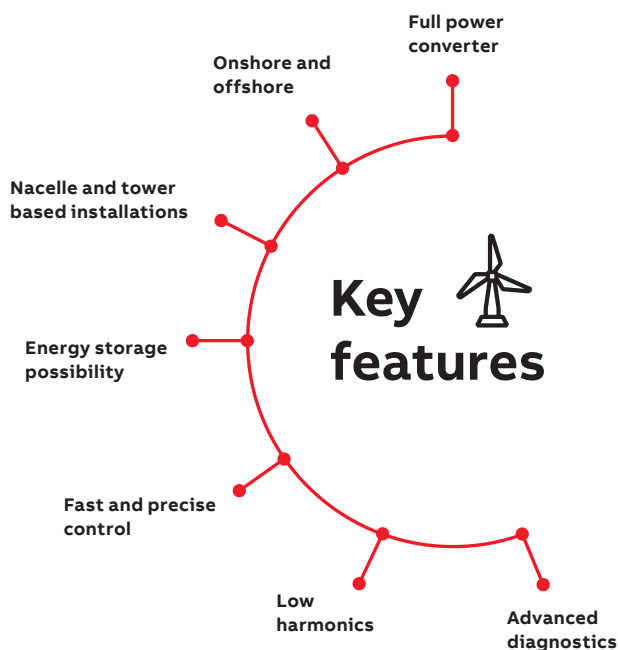 Full power
converter
Onshore and
offshore
Nacelle and tower
based installations
Key
features
Energy storage
possibility
Fast and precise
control
Low
harmonics
Advanced
diagnostics